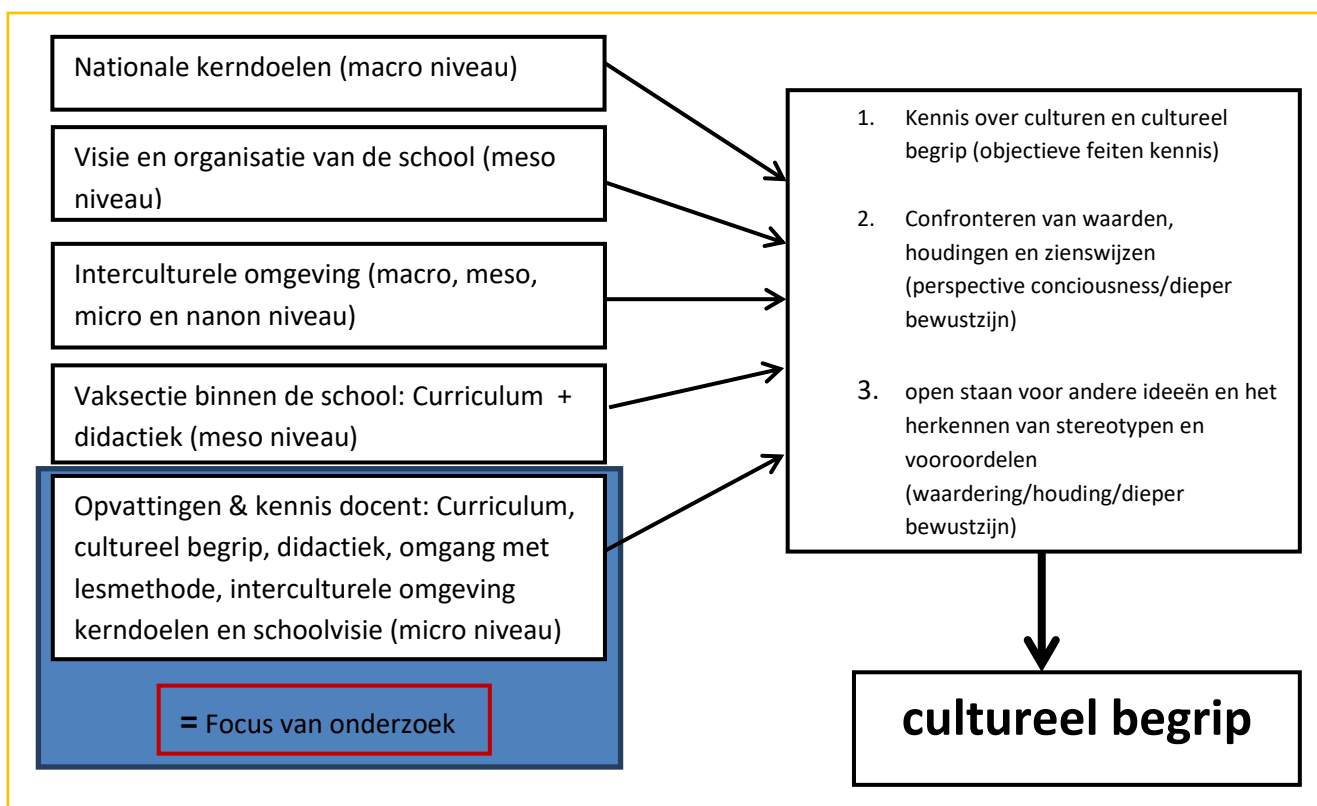 Nationale kerndoelen (macro niveau)
Visie en organisatie van de school (meso
niveau)
Interculturele omgeving (macro, meso,
micro en nanon niveau)
Vaksectie binnen de school: Curriculum +
didactiek (meso niveau)
Opvattingen & kennis docent: Curriculum,
cultureel begrip, didactiek, omgang met
lesmethode, interculturele omgeving
kerndoelen en schoolvisie (micro niveau)
= Focus van onderzoek
1. Kennis over culturen en cultureel
begrip (objectieve feiten kennis)
2. Confronteren van waarden,
houdingen en zienswijzen
(perspective conciousness/dieper
bewustzijn)
3. open staan voor andere ideeën en het
herkennen van stereotypen en
vooroordelen
(waardering/houding/dieper
bewustzijn)
cultureel begrip